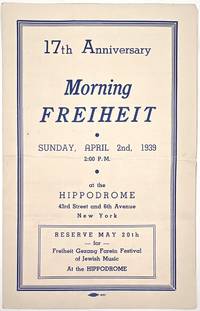 17th Anniversary
Morning
FREIHEIT
•
SUNDAY, APRIL 2nd, 1939
2:00 P.M.
•
at the
HIPPODROME
43rd Street and 6th Avenue
New York
RESERVE MAY 20th
—for—
Freiheit Gezang Farein Festival
of Jewish Music
At the HIPPODROME